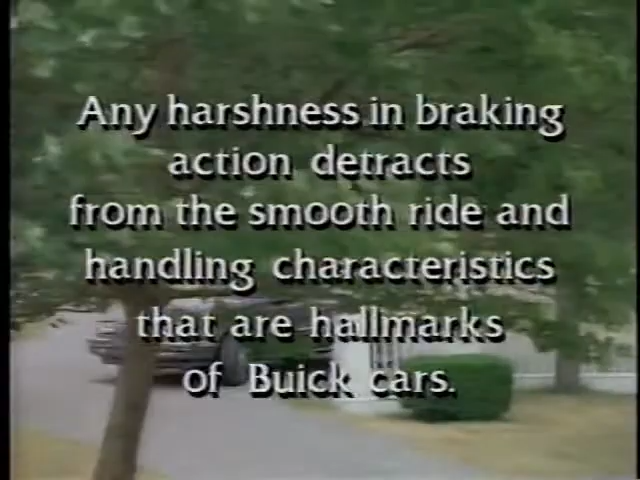 Any harshness in braking
action detracts
from the smooth ride and
handling characteristics
that are hallmarks
of Buick cars.